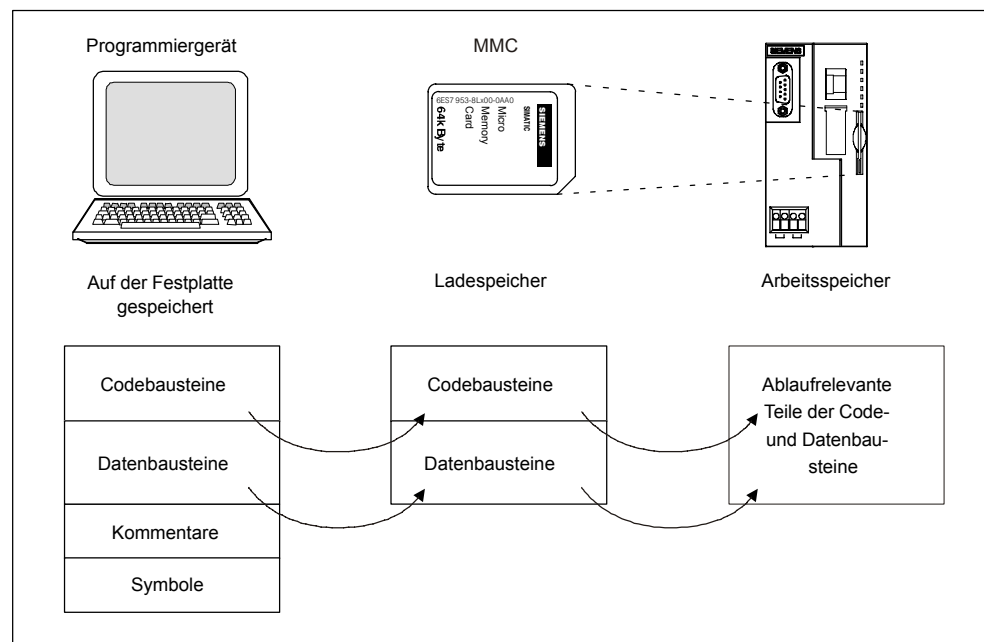 Programmiergerät
MMC
SIEMENS
6ES7 953-8Lx00-0AA0
SIEMENS
SIMATIC
Micro
Memory
Card
64k Byte
Auf der Festplatte
gespeichert
Ladespeicher
Arbeitsspeicher
Codebausteine
Datenbausteine
Kommentare
Symbole
Codebausteine
Datenbausteine
Ablaufrelevante
Teile der Code-
und Datenbau-
steine